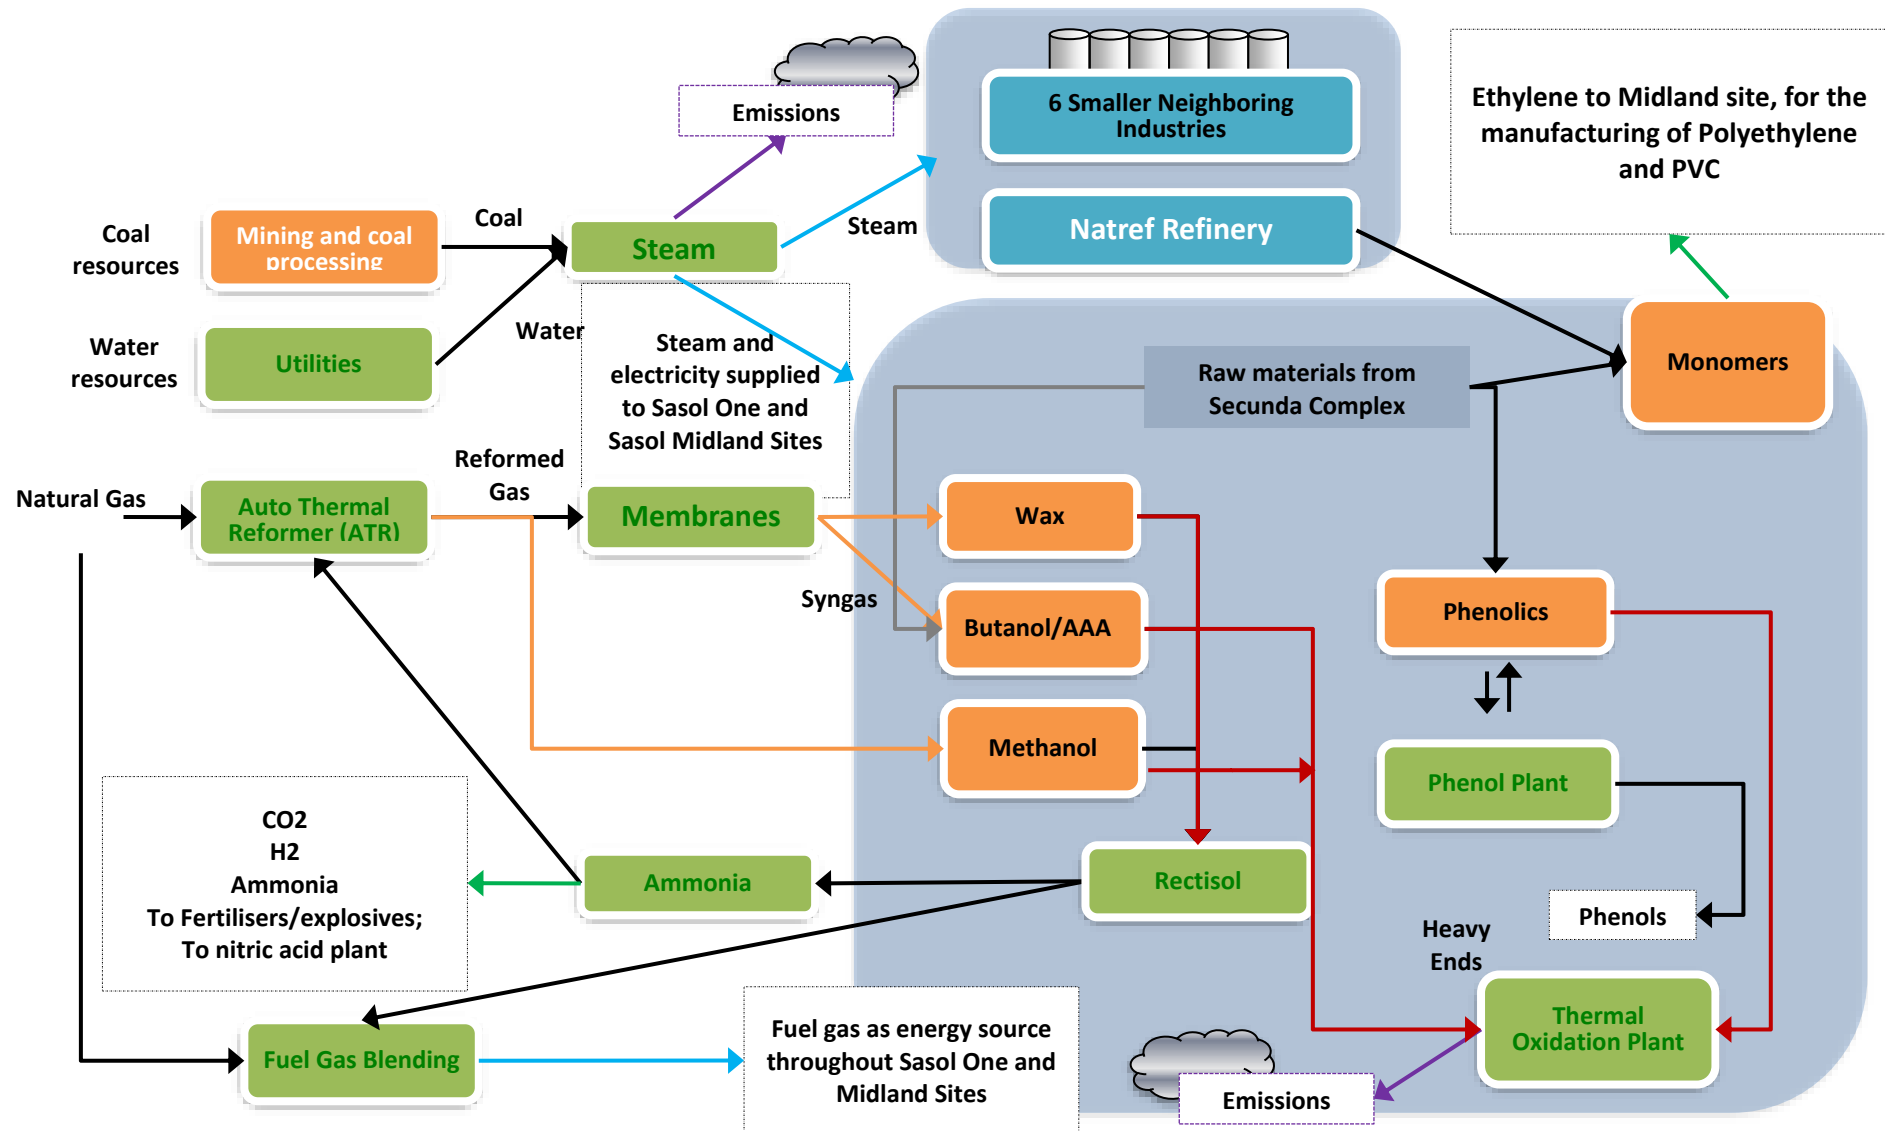 Emissions
6 Smaller Neighboring
Industries
Ethylene to Midland site, for the
manufacturing of Polyethylene
and PVC
Coal
resources
Mining and coal
processing
Coal
Steam
Steam
Natref Refinery
Water
resources
Utilities
Water
Steam and
electricity supplied
to Sasol One and
Sasol Midland Sites
Raw materials from
Secunda Complex
Monomers
Natural Gas
Auto Thermal
Reformer (ATR)
Reformed
Gas
Membranes
Syngas
Wax
Butanol/AAA
Methanol
Phenolics
Phenol Plant
CO2
H2
Ammonia
To Fertilisers/explosives;
To nitric acid plant
Ammonia
Rectisol
Phenols
Heavy
Ends
Thermal
Oxidation Plant
Fuel Gas Blending
Fuel gas as energy source
throughout Sasol One and
Midland Sites
Emissions